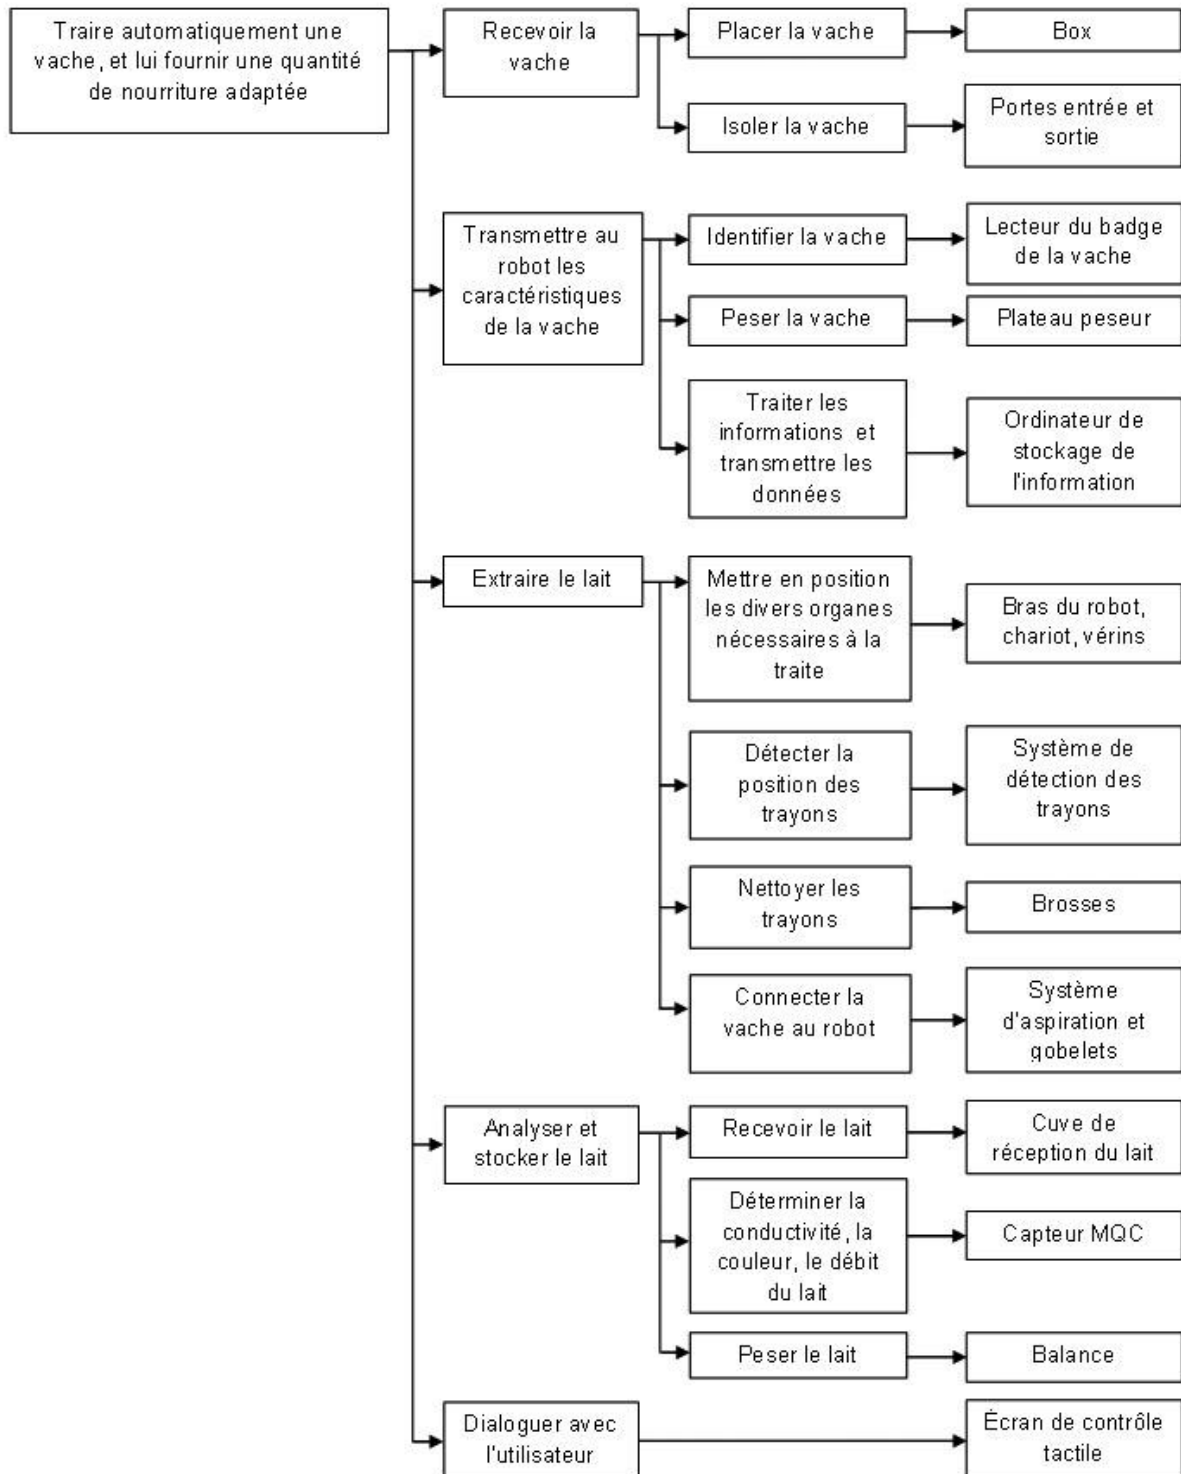 Traire automatiquement une
vache, et lui fournir une quantité
de nourriture adaptée
Recevoir la
vache
Placer la vache
Box
Isoler la vache
Portes entrée et
sortie
Transmettre au
robot les
caractéristiques
de la vache
Identifier la vache
Lecteur du badge
de la vache
Peser la vache
Plateau peseur
Traiter les
informations et
transmettre les
données
Ordinateur de
stockage de
l'information
Extraire le lait
Mettre en position
les divers organes
nécessaires à la
traite
Bras du robot,
chariot, vérins
Détecter la
position des
trayons
Système de
détection des
trayons
Nettoyer les
trayons
Brosses
Connecter la
vache au robot
Système
d'aspiration et
gobelets
Analyser et
stocker le lait
Recevoir le lait
Cuve de
réception du lait
Déterminer la
conductivité, la
couleur, le débit
du lait
Capteur MQC
Peser le lait
Balance
Dialoguer avec
l'utilisateur
Écran de contrôle
tactile